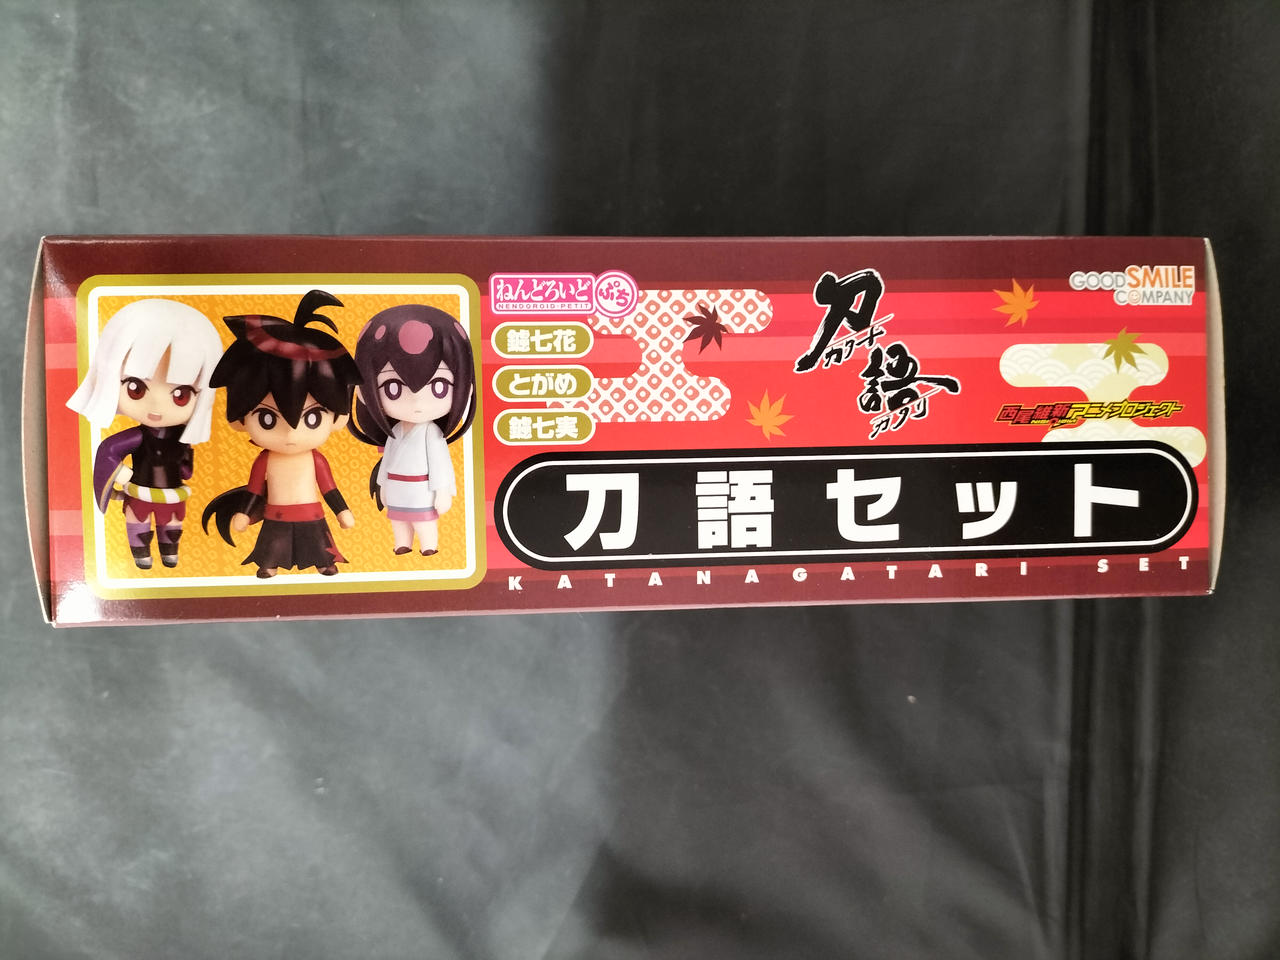 ねんどろいど ぷち
NENDOROID PETIT
鑢七花
とがめ
鑢七実
刀語
カタナ
カタリ
GOOD SMILE
COMPANY
西尾維新アニメプロジェクト
刀語セット
KATANAGATARI SET